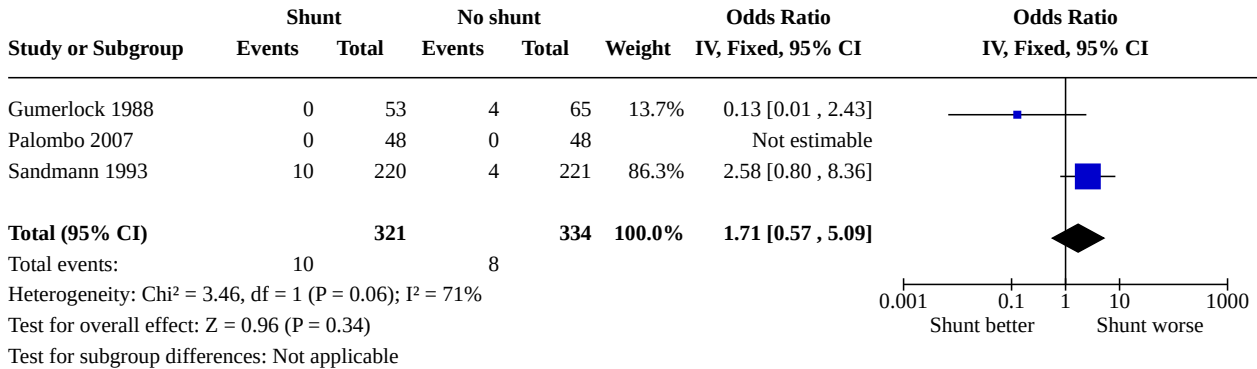 Shunt No shunt Odds Ratio Odds Ratio
Study or Subgroup Events Total Events Total Weight IV, Fixed, 95% CI IV, Fixed, 95% CI
Gumerlock 1988 0 53 4 65 13.7% 0.13 [0.01 , 2.43]
Palombo 2007 0 48 0 48 Not estimable
Sandmann 1993 10 220 4 221 86.3% 2.58 [0.80 , 8.36]
Total (95% CI) 321 334 100.0% 1.71 [0.57 , 5.09]
Total events: 10 8
Heterogeneity: Chi² = 3.46, df = 1 (P = 0.06); I² = 71%
0.001 0.1 1 10 1000
Test for overall effect: Z = 0.96 (P = 0.34) Shunt better Shunt worse
Test for subgroup differences: Not applicable